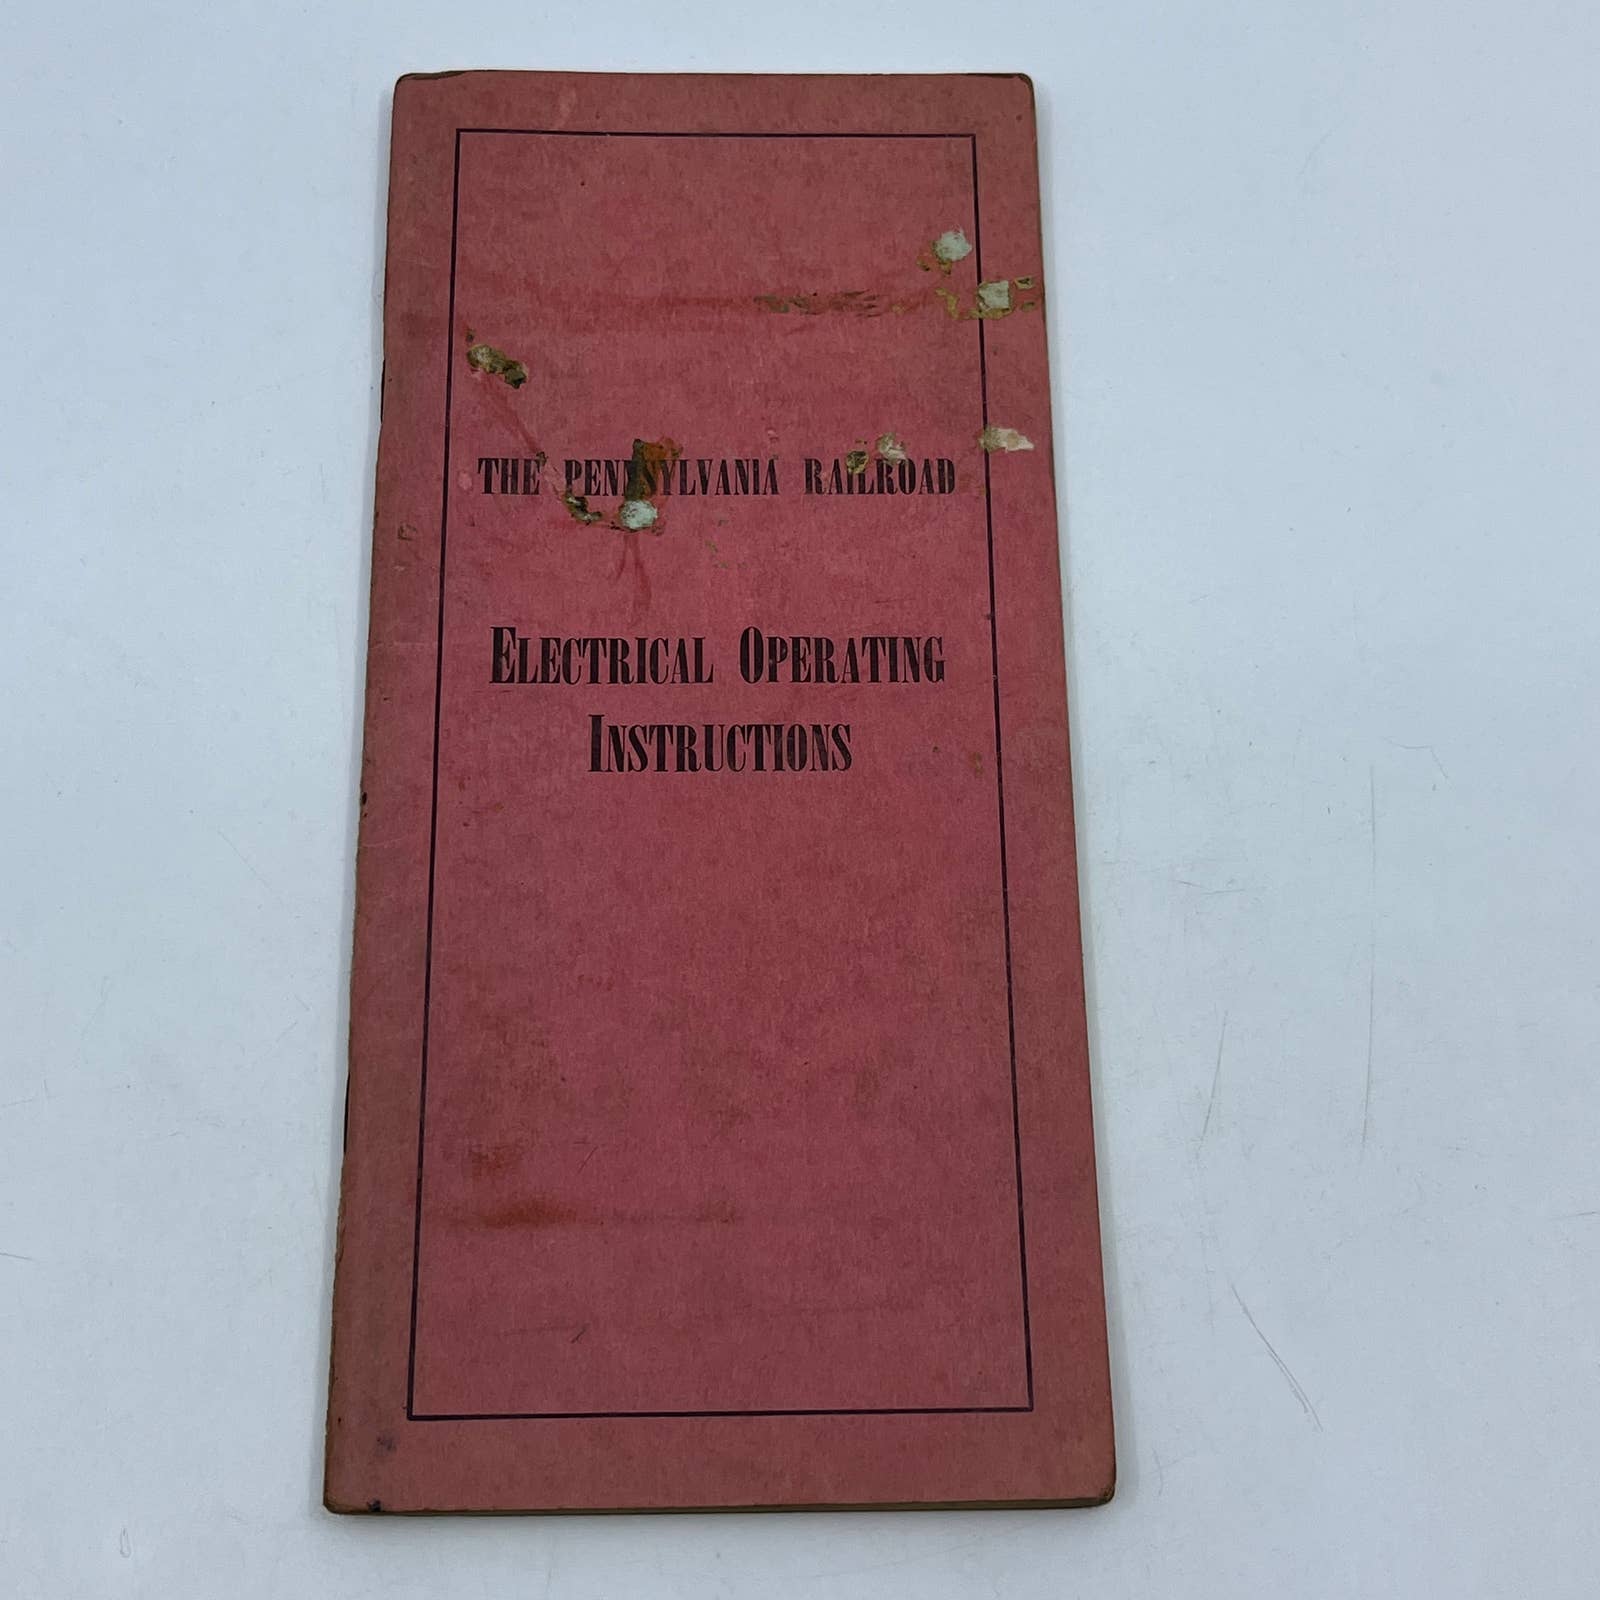 THE PENNSYLVANIA RAILROAD
ELECTRICAL OPERATING
INSTRUCTIONS